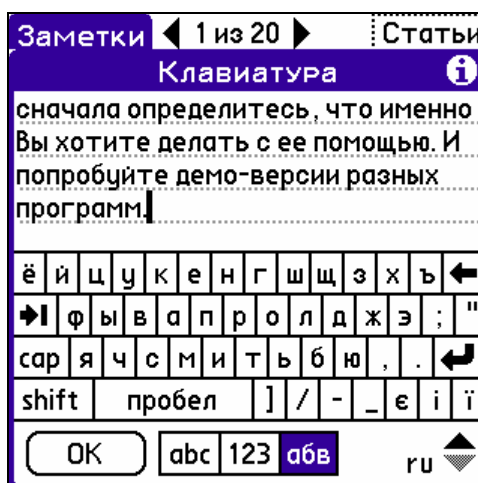 Заметки 1 из 20 Статьи
Клавиатура
сначала определитесь, что именно
Вы хотите делать с ее помощью. И
попробуйте демо-версии разных
программ.
ё й ц у к е н г ш щ з х ъ
ф ы в а п р о л д ж э ; "
cap я ч с м и т ь б ю , .
shift пробел ] / - _ є і ї
OK abc 123 абв ru